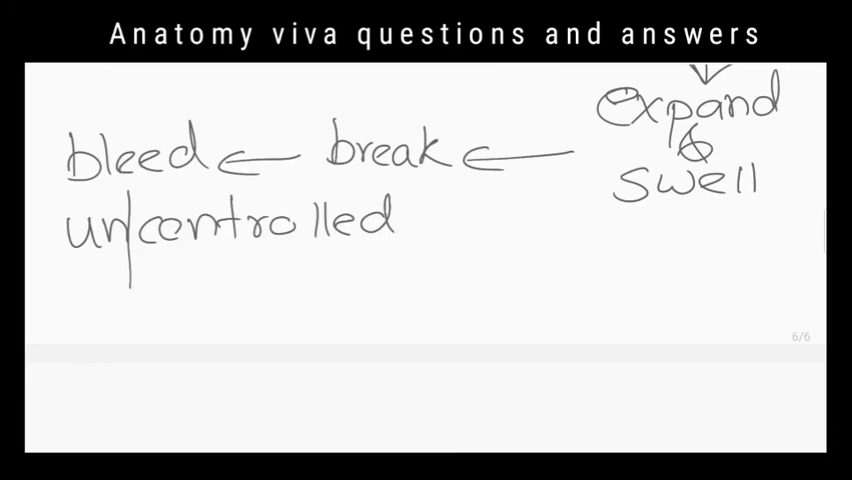 Anatomy viva questions and answers
expand
&
swell
bleed ← break ←
uncontrolled
6/6